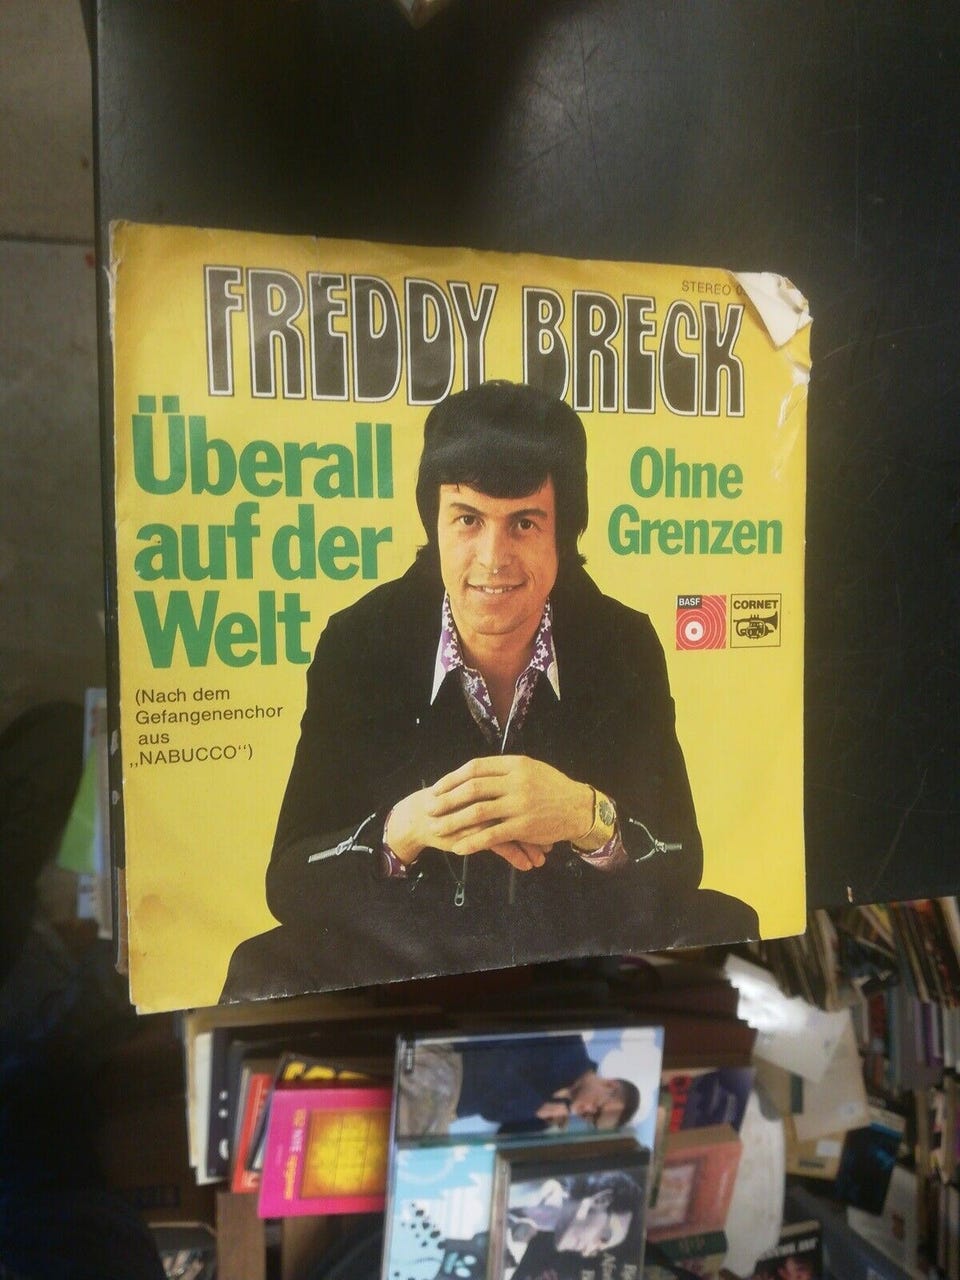 FREDDY BRECK
STEREO
Überall
auf der
Welt
(Nach dem
Gefangenenchor
aus
„NABUCCO“)
Ohne
Grenzen
BASF
CORNET